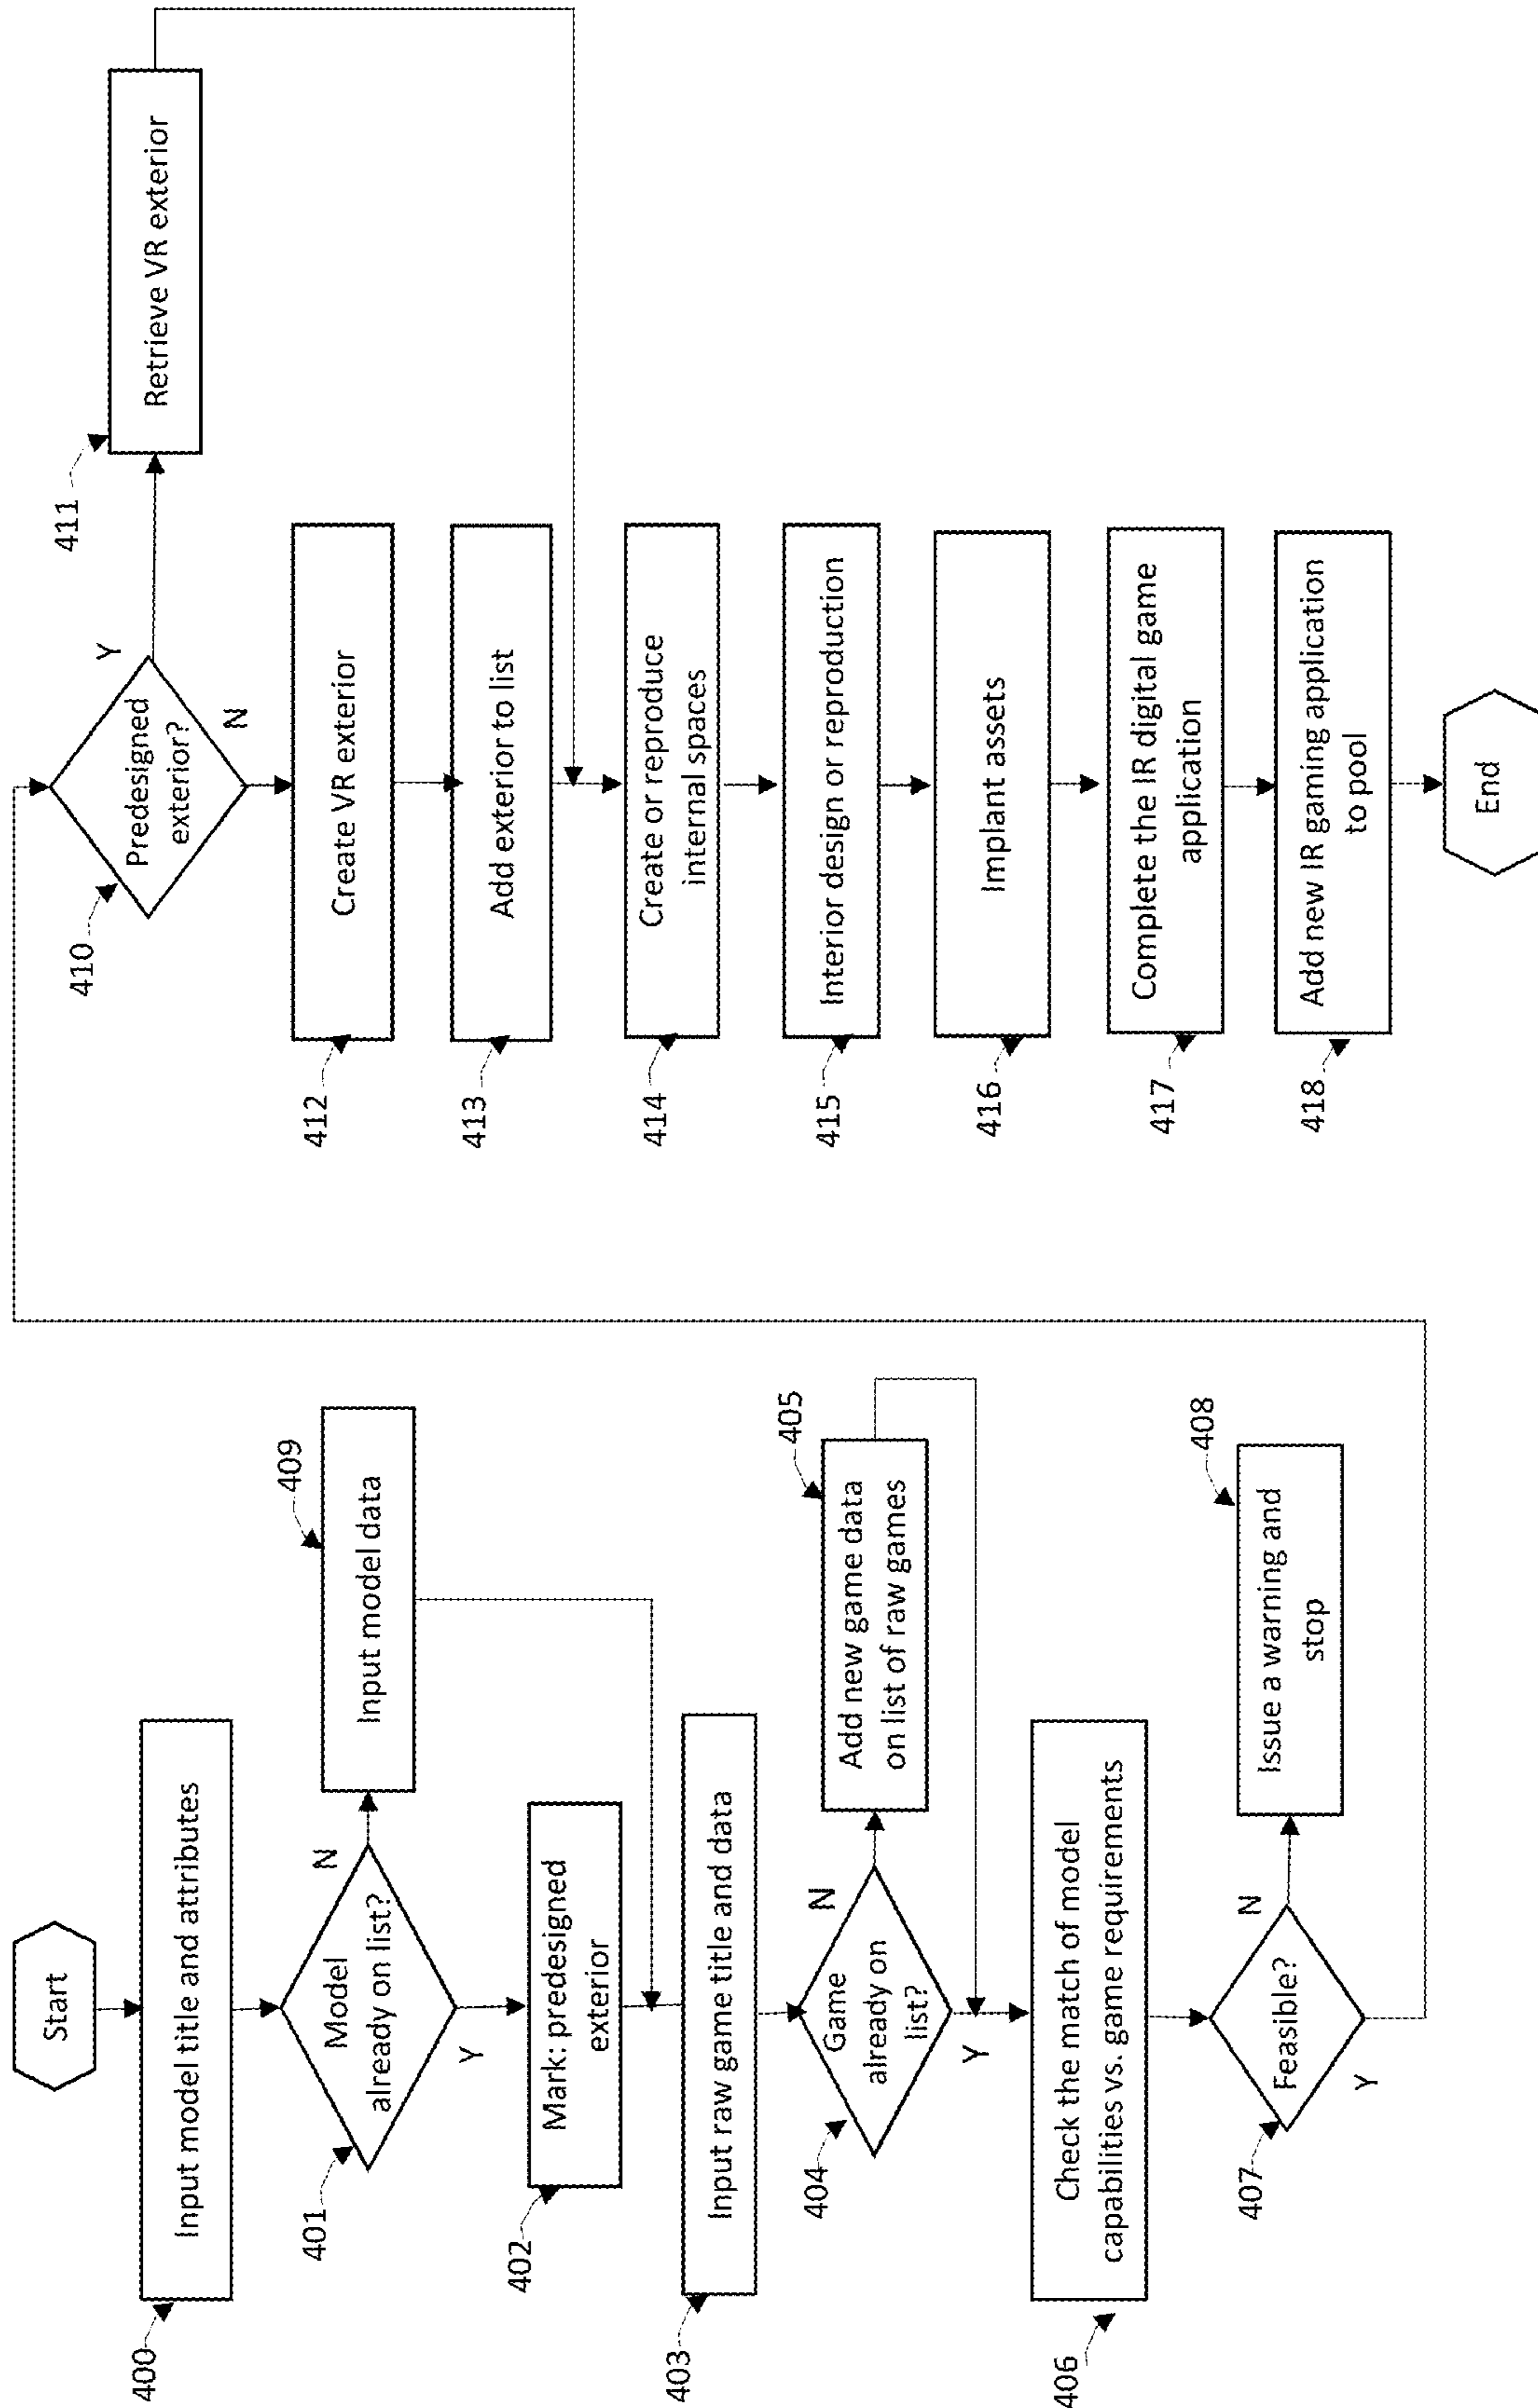 Start
400
Input model title and attributes
401
Model
already on list?
N
Y
409
Input model data
402
Mark: predesigned
exterior
403
Input raw game title and data
404
Game
already on
list?
N
Y
405
Add new game data
on list of raw games
406
Check the match of model
capabilities vs. game requirements
407
Feasible?
N
Y
408
Issue a warning and
stop
410
Predesigned
exterior?
Y
N
411
Retrieve VR exterior
412
Create VR exterior
413
Add exterior to list
414
Create or reproduce
internal spaces
415
Interior design or reproduction
416
Implant assets
417
Complete the IR digital game
application
418
Add new IR gaming application
to pool
End